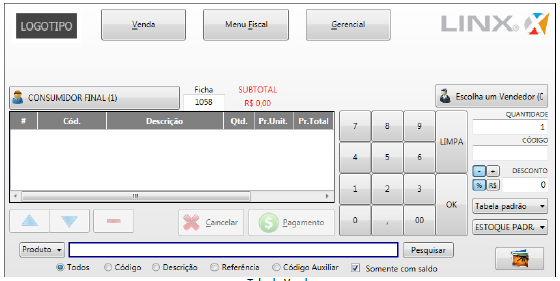 LOGOTIPO
Venda
Menu Fiscal
Gerencial
LINX
CONSUMIDOR FINAL (1)
Ficha
1058
SUBTOTAL
R$ 0,00
Escolha um Vendedor (C
# Cód. Descrição Qtd. Pr.Unit. Pr.Total
7 8 9 LIMPA
4 5 6
1 2 3 OK
0 , 00
QUANTIDADE
1
CÓDIGO
- + DESCONTO
% R$ 0
Tabela padrão
ESTOQUE PADR.
Cancelar
Pagamento
Produto
Pesquisar
Todos Código Descrição Referência Código Auxiliar Somente com saldo